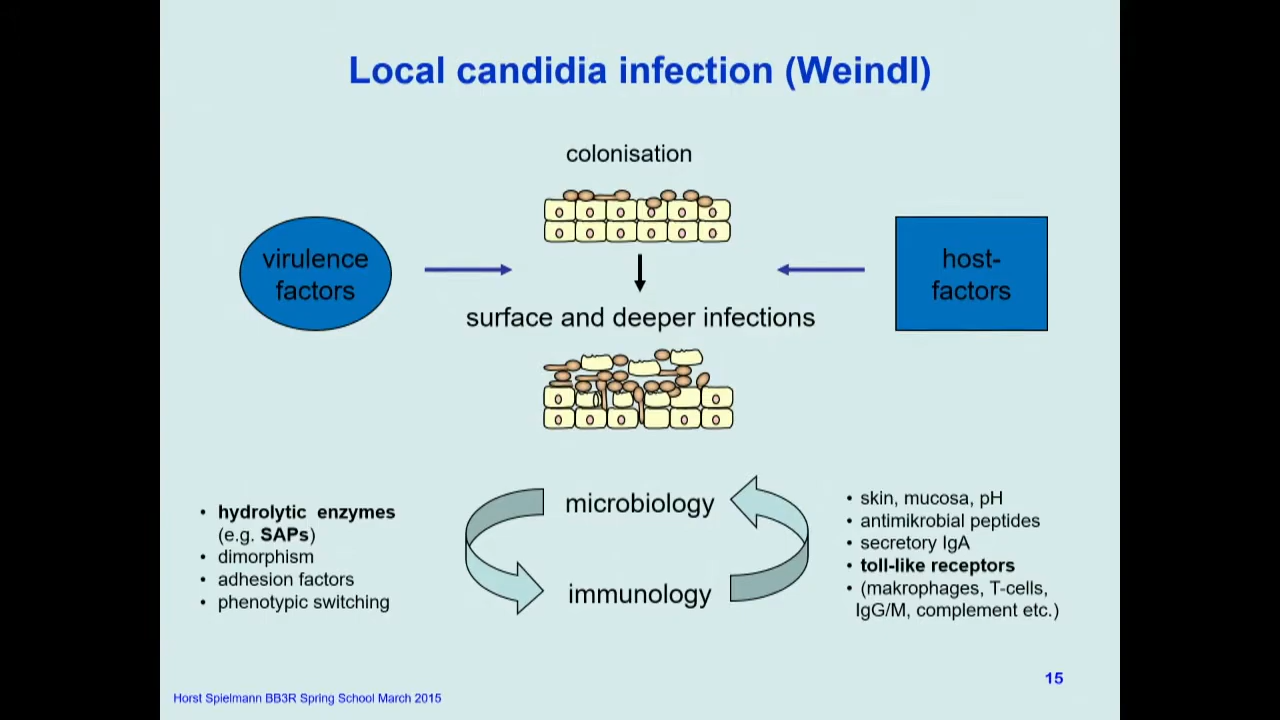 Local candidia infection (Weindl)
colonisation
virulence
factors
host-
factors
surface and deeper infections
microbiology
immunology
• hydrolytic enzymes
(e.g. SAPs)
• dimorphism
• adhesion factors
• phenotypic switching
• skin, mucosa, pH
• antimikrobial peptides
• secretory IgA
• toll-like receptors
• (makrophages, T-cells,
IgG/M, complement etc.)
15
Horst Spielmann BB3R Spring School March 2015